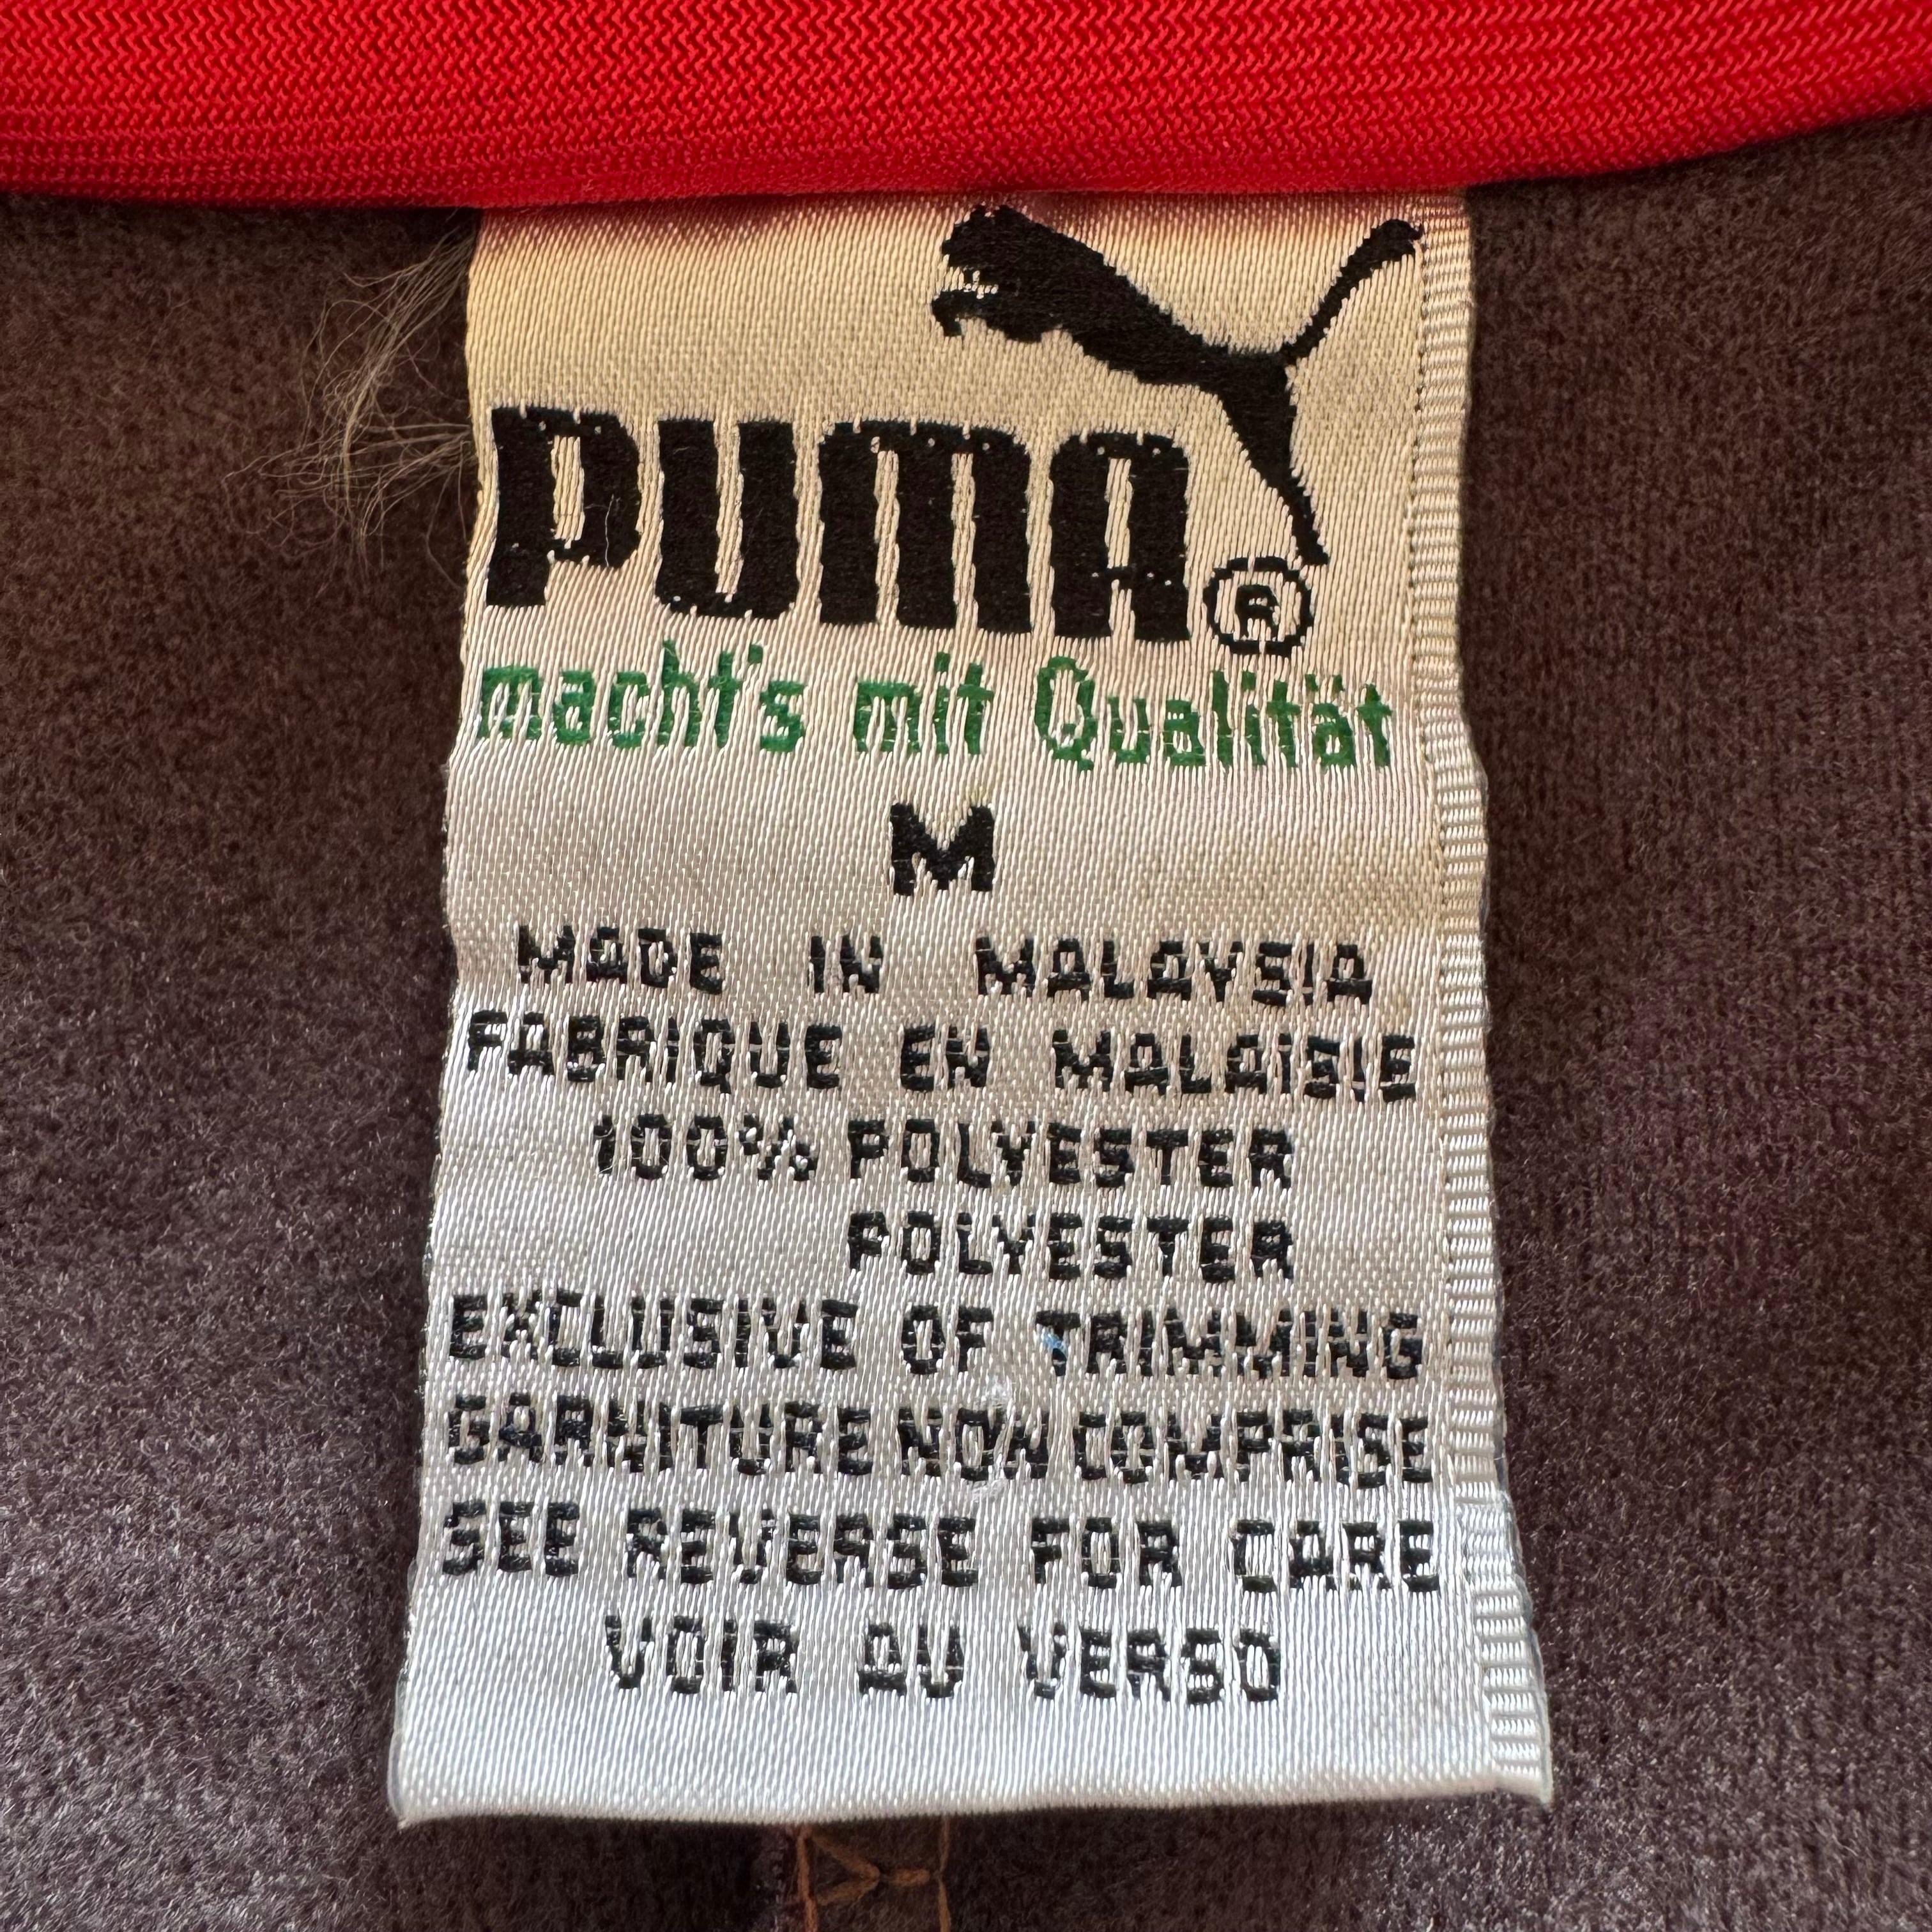 PUMA®
macht's mit Qualität
M
MADE IN MALAYSIA
FABRIQUE EN MALAISIE
100% POLYESTER
POLYESTER
EXCLUSIVE OF TRIMMING
GARNITURE NON COMPRISE
SEE REVERSE FOR CARE
VOIR AU VERSO